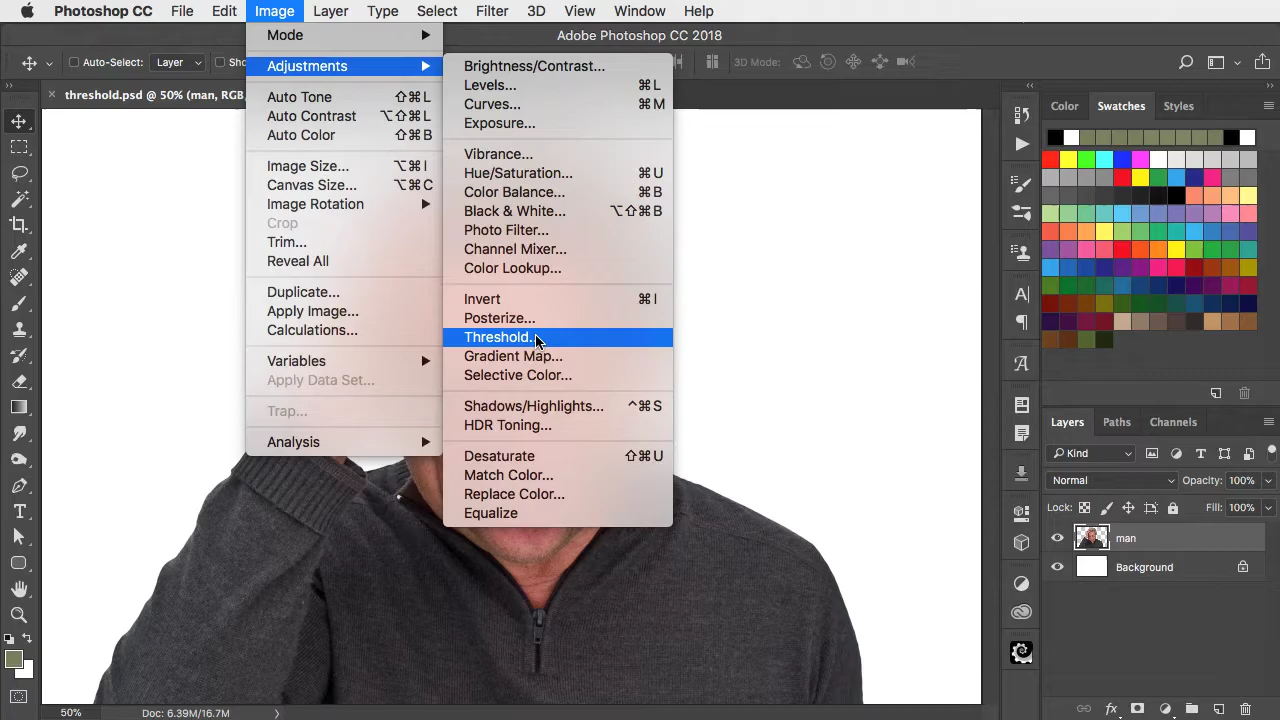 Photoshop CC File Edit Image Layer Type Select Filter 3D View Window Help
Adobe Photoshop CC 2018
Auto-Select: Layer Sho
3D Mode:
threshold.psd @ 50% (man, RGB,
Mode
Adjustments
Auto Tone ⇧⌘L
Auto Contrast ⌥⇧⌘L
Auto Color ⇧⌘B
Image Size... ⌥⌘I
Canvas Size... ⌥⌘C
Image Rotation
Crop
Trim...
Reveal All
Duplicate...
Apply Image...
Calculations...
Variables
Apply Data Set...
Trap...
Analysis
Brightness/Contrast...
Levels... ⌘L
Curves... ⌘M
Exposure...
Vibrance...
Hue/Saturation... ⌘U
Color Balance... ⌘B
Black & White... ⌥⇧⌘B
Photo Filter...
Channel Mixer...
Color Lookup...
Invert ⌘I
Posterize...
Threshold...
Gradient Map...
Selective Color...
Shadows/Highlights... ^⌘S
HDR Toning...
Desaturate ⇧⌘U
Match Color...
Replace Color...
Equalize
Color Swatches Styles
Layers Paths Channels
Kind
Normal Opacity: 100%
Lock: Fill: 100%
man
Background
50% Doc: 6.39M/16.7M